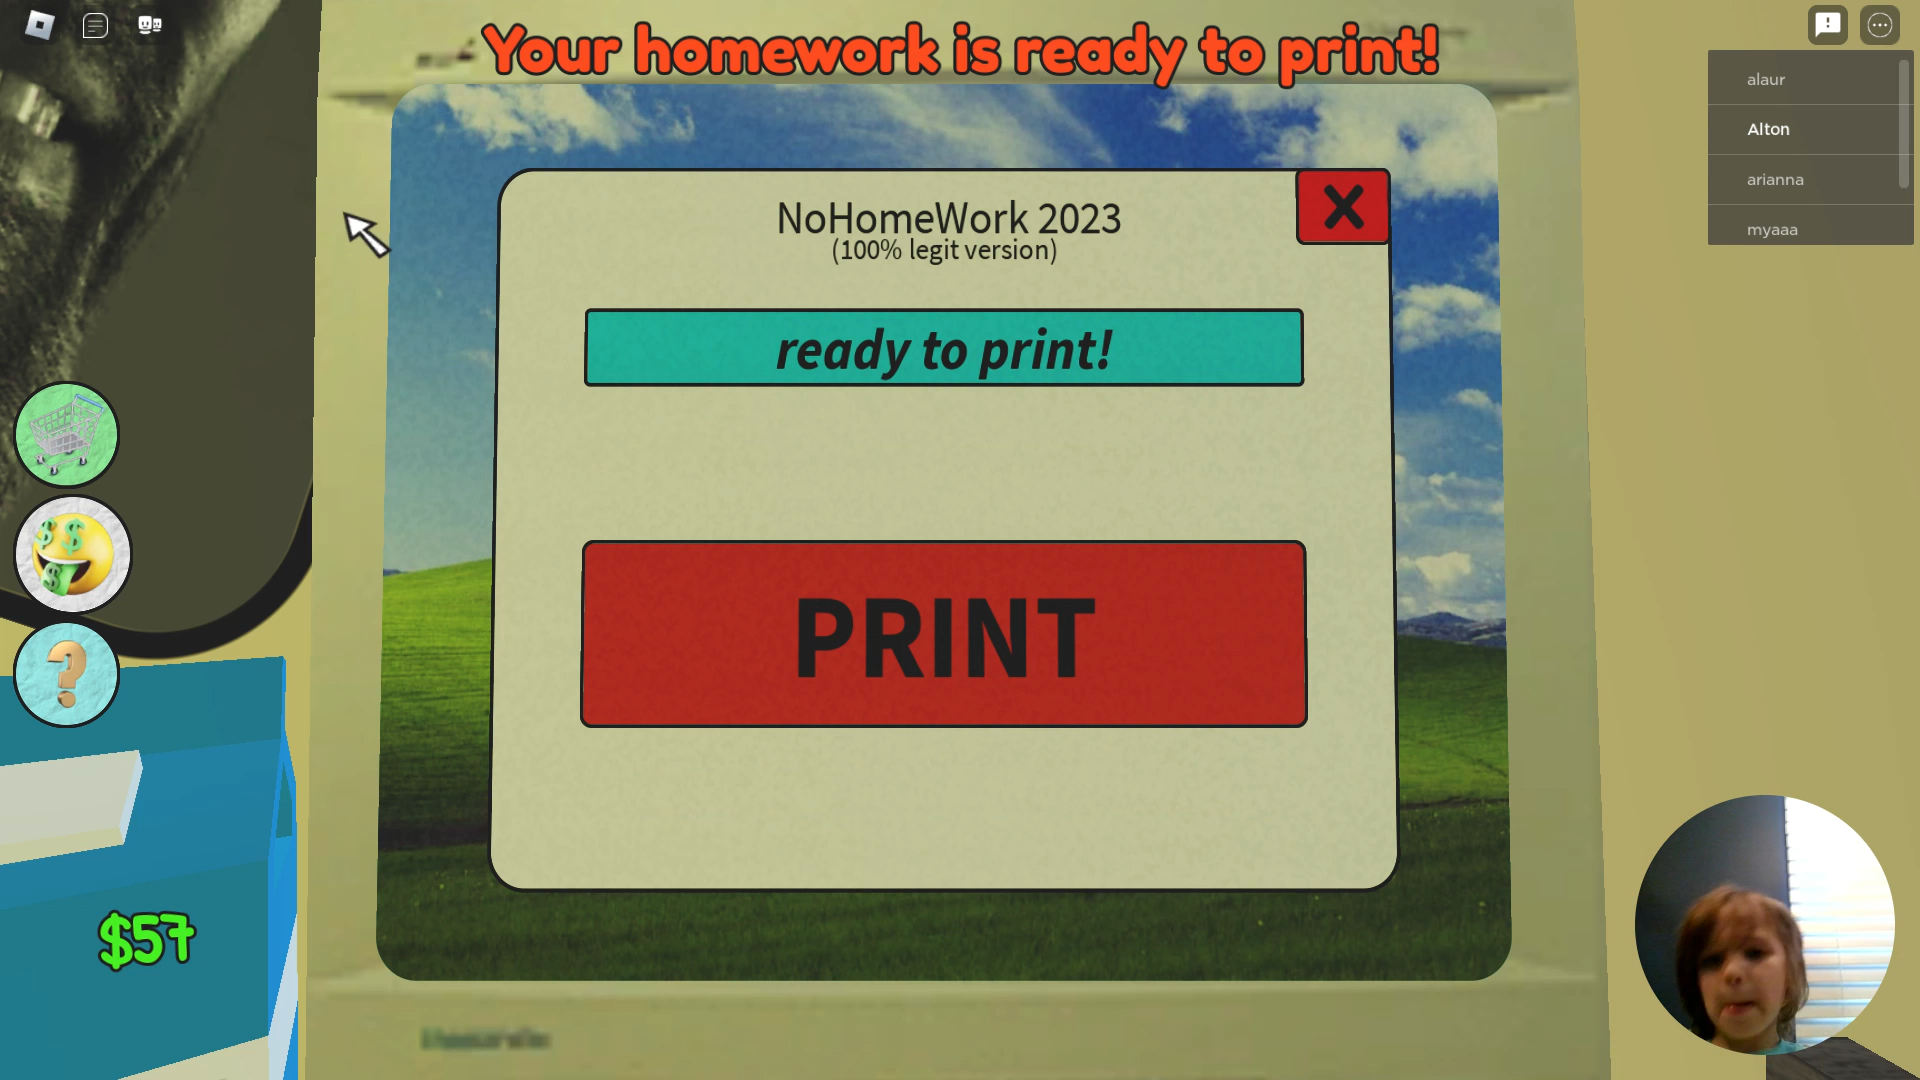 Your homework is ready to print!
NoHomeWork 2023
(100% legit version)
ready to print!
PRINT
alaur
Alton
arianna
myaaa
$57